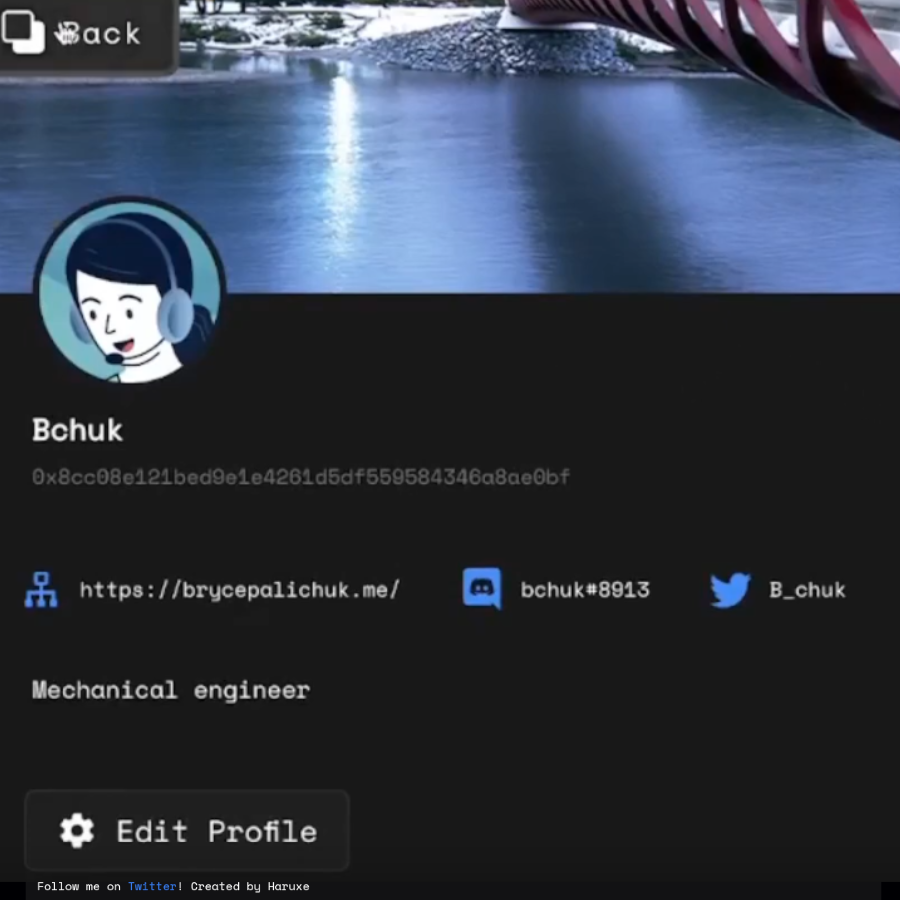 Back
Bchuk
0x8cc08e121bed9e1e4261d5df559584346a8ae0bf
https://brycepalichuk.me/ bchuk#8913 B_chuk
Mechanical engineer
Edit Profile
Follow me on Twitter! Created by Haruxe